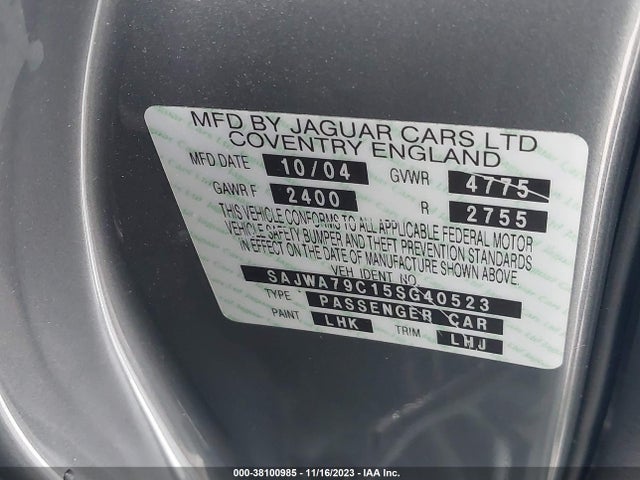 MFD BY JAGUAR CARS LTD
COVENTRY ENGLAND
MFD DATE 10/04 GVWR 4775
GAWR F 2400 R 2755
THIS VEHICLE CONFORMS TO ALL APPLICABLE FEDERAL MOTOR
VEHICLE SAFETY BUMPER AND THEFT PREVENTION STANDARDS
IN EFFECT ON THE DATE OF MANUFACTURE SHOWN ABOVE.
VEH. IDENT NO.
SAJWA79C15SG40523
TYPE PASSENGER CAR
PAINT LHK TRIM LHJ
000-38100985 - 11/16/2023 - IAA Inc.